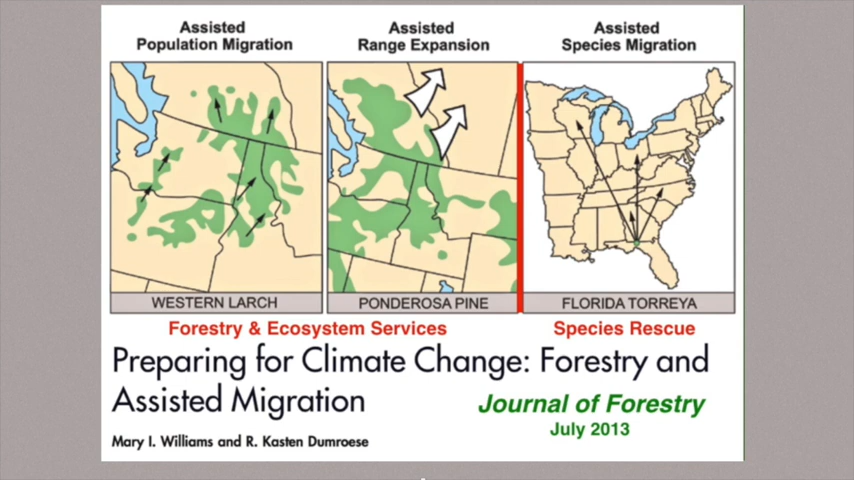 Assisted
Population Migration
Assisted
Range Expansion
Assisted
Species Migration
WESTERN LARCH
PONDEROSA PINE
FLORIDA TORREYA
Forestry & Ecosystem Services
Species Rescue
Preparing for Climate Change: Forestry and
Assisted Migration
Journal of Forestry
July 2013
Mary I. Williams and R. Kasten Dumroese